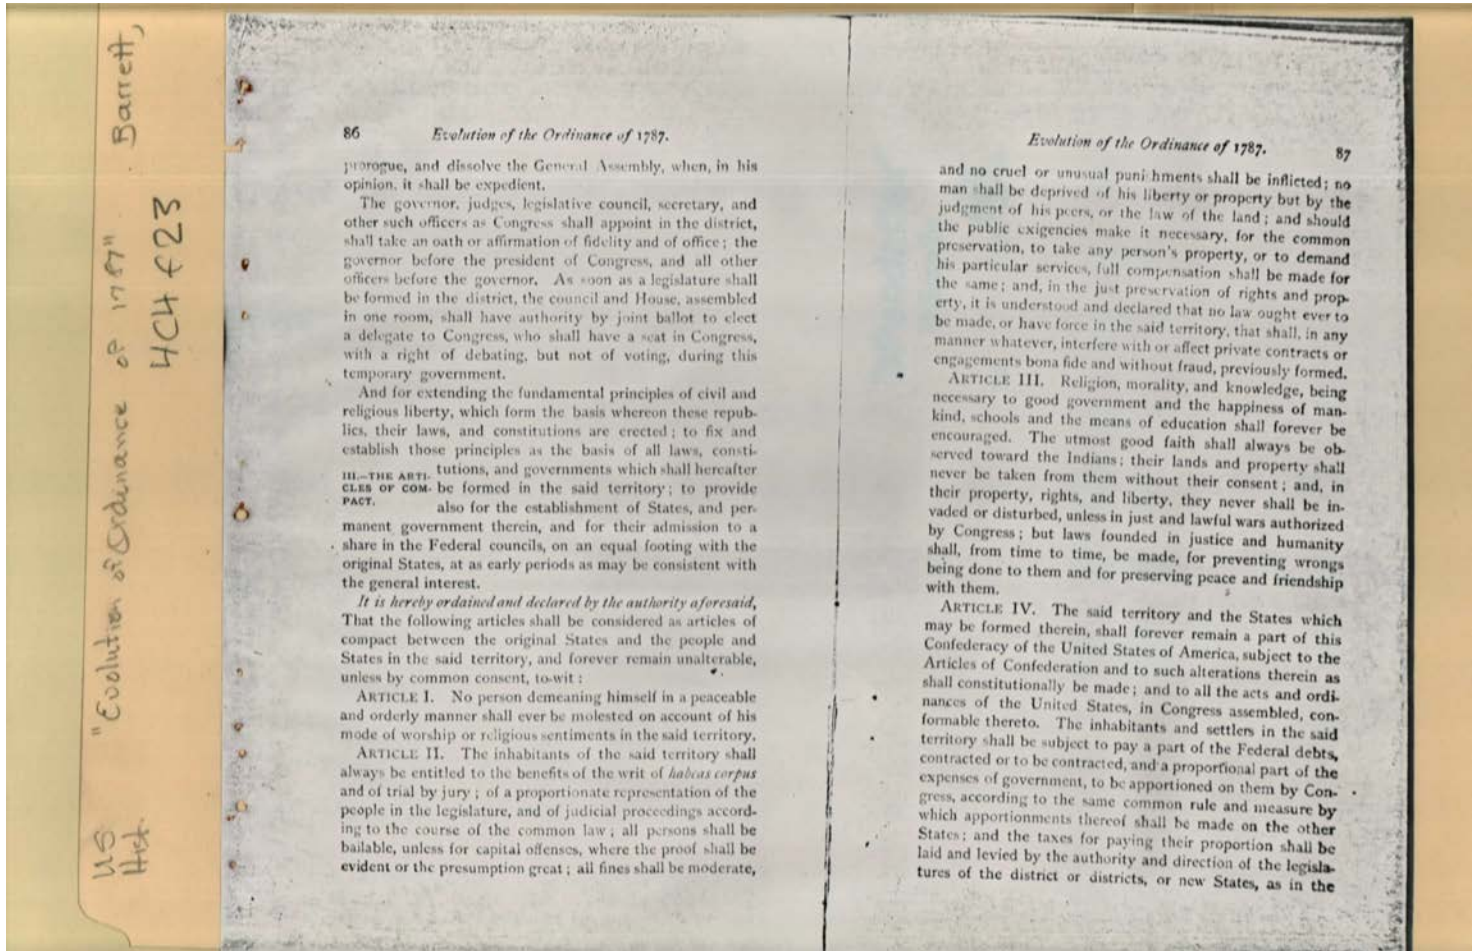 US Hist.
"Evolution of Ordinance of 1787" Barrett,
HCH £23
86 Evolution of the Ordinance of 1787.
prorogue, and dissolve the General Assembly, when, in his
opinion, it shall be expedient.
The governor, judges, legislative council, secretary, and
other such officers as Congress shall appoint in the district,
shall take an oath or affirmation of fidelity and of office; the
governor before the president of Congress, and all other
officers before the governor. As soon as a legislature shall
be formed in the district, the council and House, assembled
in one room, shall have authority by joint ballot to elect
a delegate to Congress, who shall have a seat in Congress,
with a right of debating, but not of voting, during this
temporary government.
And for extending the fundamental principles of civil and
religious liberty, which form the basis whereon these repub-
lics, their laws, and constitutions are erected; to fix and
establish those principles as the basis of all laws, consti-
tutions, and governments which shall hereafter
III.—THE ARTI-
CLES OF COM-
PACT.
be formed in the said territory; to provide
also for the establishment of States, and per-
manent government therein, and for their admission to a
share in the Federal councils, on an equal footing with the
original States, at as early periods as may be consistent with
the general interest.
It is hereby ordained and declared by the authority aforesaid,
That the following articles shall be considered as articles of
compact between the original States and the people and
States in the said territory, and forever remain unalterable,
unless by common consent, to-wit:
ARTICLE I. No person demeaning himself in a peaceable
and orderly manner shall ever be molested on account of his
mode of worship or religious sentiments in the said territory.
ARTICLE II. The inhabitants of the said territory shall
always be entitled to the benefits of the writ of habeas corpus
and of trial by jury; of a proportionate representation of the
people in the legislature, and of judicial proceedings accord-
ing to the course of the common law; all persons shall be
bailable, unless for capital offenses, where the proof shall be
evident or the presumption great; all fines shall be moderate,
Evolution of the Ordinance of 1787. 87
and no cruel or unusual punishments shall be inflicted; no
man shall be deprived of his liberty or property but by the
judgment of his peers, or the law of the land; and should
the public exigencies make it necessary, for the common
preservation, to take any person's property, or to demand
his particular services, full compensation shall be made for
the same; and, in the just preservation of rights and prop-
erty, it is understood and declared that no law ought ever to
be made, or have force in the said territory, that shall, in any
manner whatever, interfere with or affect private contracts or
engagements bona fide and without fraud, previously formed.
ARTICLE III. Religion, morality, and knowledge, being
necessary to good government and the happiness of man-
kind, schools and the means of education shall forever be
encouraged. The utmost good faith shall always be ob-
served toward the Indians; their lands and property shall
never be taken from them without their consent; and, in
their property, rights, and liberty, they never shall be in-
vaded or disturbed, unless in just and lawful wars authorized
by Congress; but laws founded in justice and humanity
shall, from time to time, be made, for preventing wrongs
being done to them and for preserving peace and friendship
with them.
ARTICLE IV. The said territory and the States which
may be formed therein, shall forever remain a part of this
Confederacy of the United States of America, subject to the
Articles of Confederation and to such alterations therein as
shall constitutionally be made; and to all the acts and ordi-
nances of the United States, in Congress assembled, con-
formable thereto. The inhabitants and settlers in the said
territory shall be subject to pay a part of the Federal debts,
contracted or to be contracted, and a proportional part of the
expenses of government, to be apportioned on them by Con-
gress, according to the same common rule and measure by
which apportionments thereof shall be made on the other
States; and the taxes for paying their proportion shall be
laid and levied by the authority and direction of the legisla-
tures of the district or districts, or new States, as in the